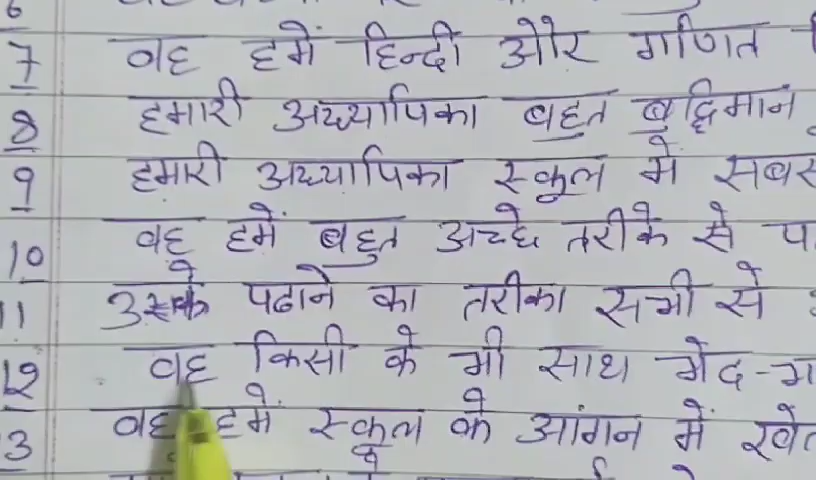 6
7 वह हमें हिन्दी और गणित
8 हमारी अध्यापिका बहुत बुद्धिमान
9 हमारी अध्यापिका स्कूल में सबस
10 वह हमें बहुत अच्छे तरीके से प
11 उसके पढाने का तरीका सभी से
12 वह किसी के भी साथ भेद-भ
13 वह हमें स्कूल के आंगन में खे